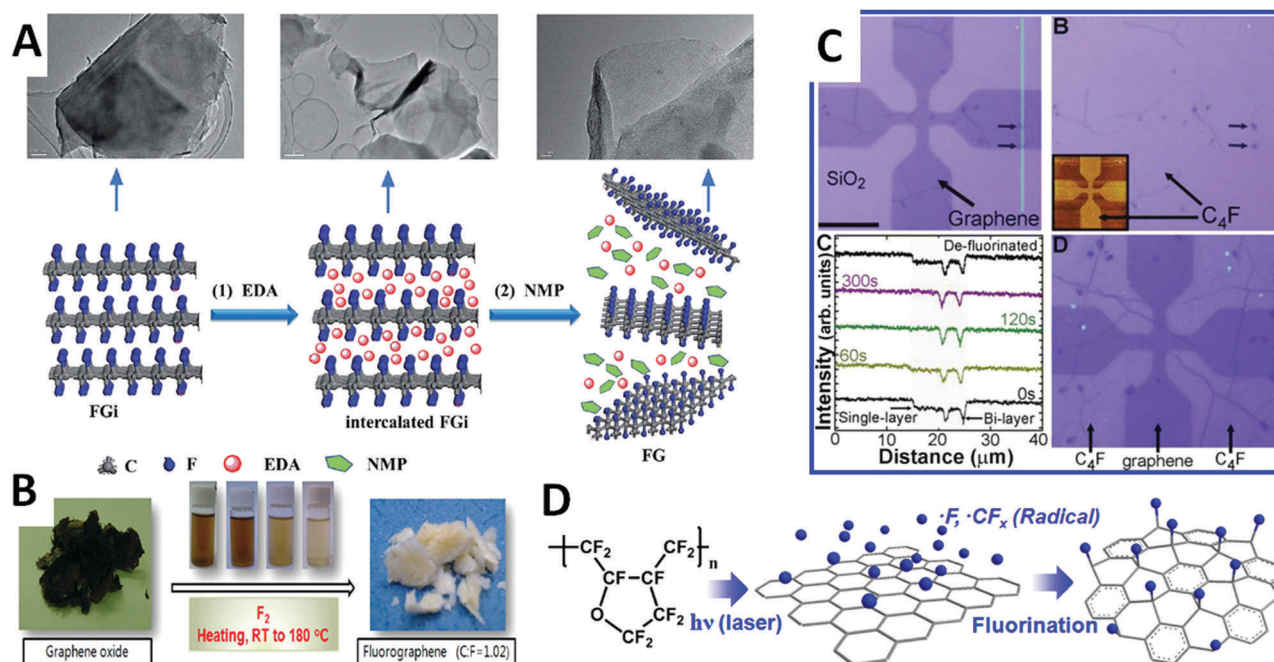 A
(1) EDA
(2) NMP
FGi
intercalated FGi
FG
C
F
EDA
NMP
B
F₂
Heating, RT to 180 °C
Graphene oxide
Fluorographene (C:F=1.02)
C
SiO₂
Graphene
B
C₄F
C
Intensity (arb. units)
De-fluorinated
300s
120s
60s
0s
Single-layer
Bi-layer
0 10 20 30 40
Distance (μm)
D
C₄F
graphene
C₄F
D
CF₂
CF₂
n
CF
CF
O
CF₂
CF₂
hν (laser)
·F, ·CFₓ (Radical)
Fluorination